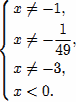 x ≠ −1,
x ≠ −1/49,
x ≠ −3,
x < 0.